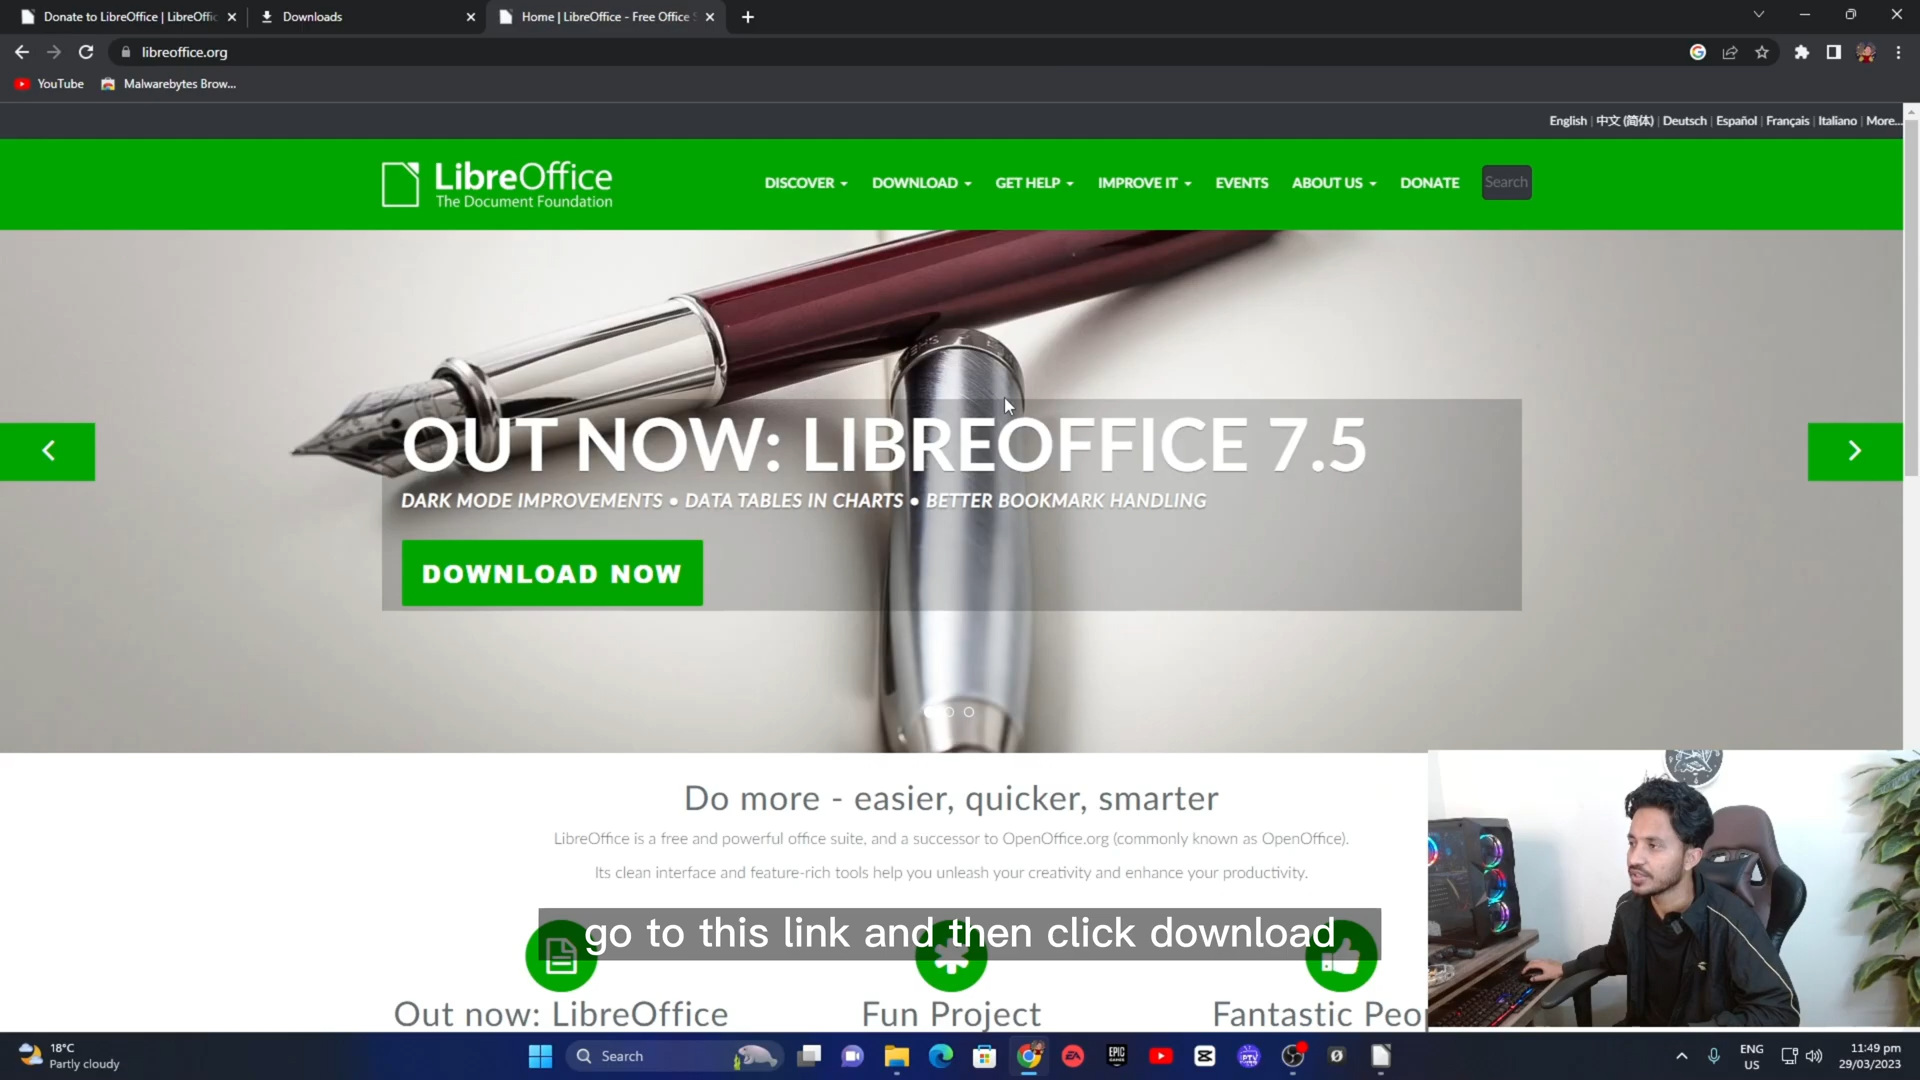 Donate to LibreOffice | LibreOffic
Downloads
Home | LibreOffice - Free Office S
libreoffice.org
YouTube
Malwarebytes Brow...
English | 中文 (简体) | Deutsch | Español | Français | Italiano | More...
LibreOffice
The Document Foundation
DISCOVER
DOWNLOAD
GET HELP
IMPROVE IT
EVENTS
ABOUT US
DONATE
Search
OUT NOW: LIBREOFFICE 7.5
DARK MODE IMPROVEMENTS • DATA TABLES IN CHARTS • BETTER BOOKMARK HANDLING
DOWNLOAD NOW
Do more - easier, quicker, smarter
LibreOffice is a free and powerful office suite, and a successor to OpenOffice.org (commonly known as OpenOffice).
Its clean interface and feature-rich tools help you unleash your creativity and enhance your productivity.
go to this link and then click download
Out now: LibreOffice
Fun Project
Fantastic Peo
18°C
Partly cloudy
Search
EA
EPIC
GAMES
PTV
ENG
US
11:49 pm
29/03/2023